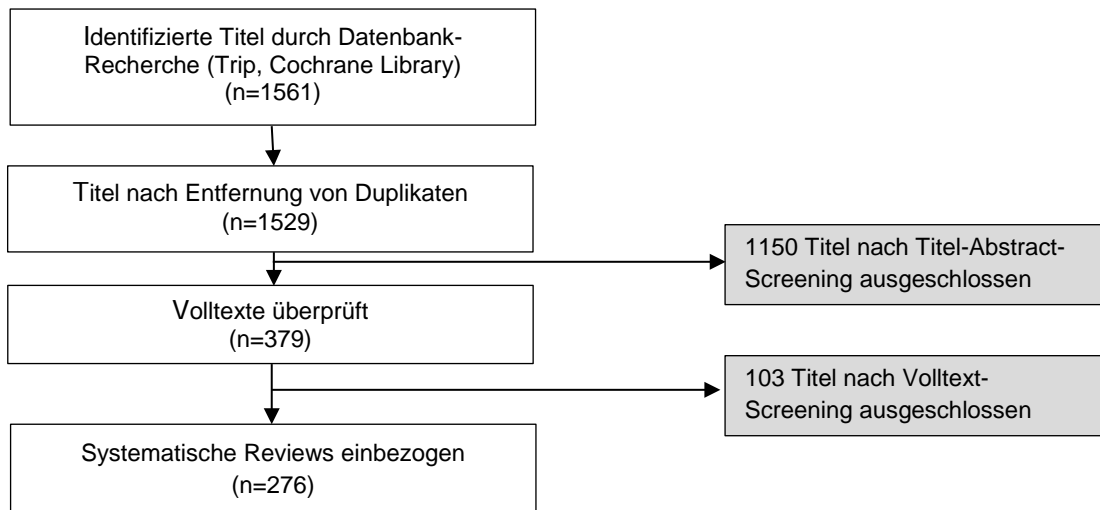 Identifizierte Titel durch Datenbank-
Recherche (Trip, Cochrane Library)
(n=1561)
Titel nach Entfernung von Duplikaten
(n=1529)
1150 Titel nach Titel-Abstract-
Screening ausgeschlossen
Volltexte überprüft
(n=379)
103 Titel nach Volltext-
Screening ausgeschlossen
Systematische Reviews einbezogen
(n=276)